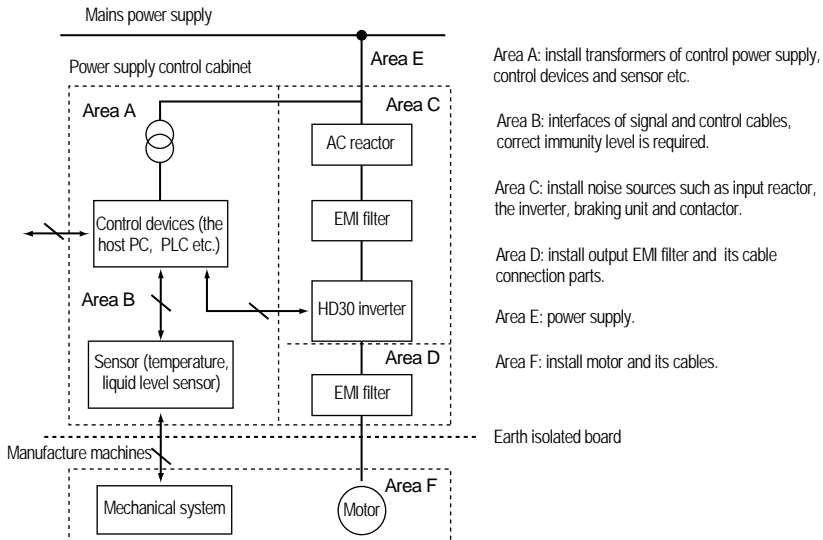 Mains power supply
Area E
Power supply control cabinet
Area A
Area C
AC reactor
EMI filter
Control devices (the
host PC, PLC etc.)
Area B
HD30 inverter
Sensor (temperature,
liquid level sensor)
Area D
EMI filter
Earth isolated board
Manufacture machines
Area F
Mechanical system
Motor
Area A: install transformers of control power supply,
control devices and sensor etc.
Area B: interfaces of signal and control cables,
correct immunity level is required.
Area C: install noise sources such as input reactor,
the inverter, braking unit and contactor.
Area D: install output EMI filter and its cable
connection parts.
Area E: power supply.
Area F: install motor and its cables.